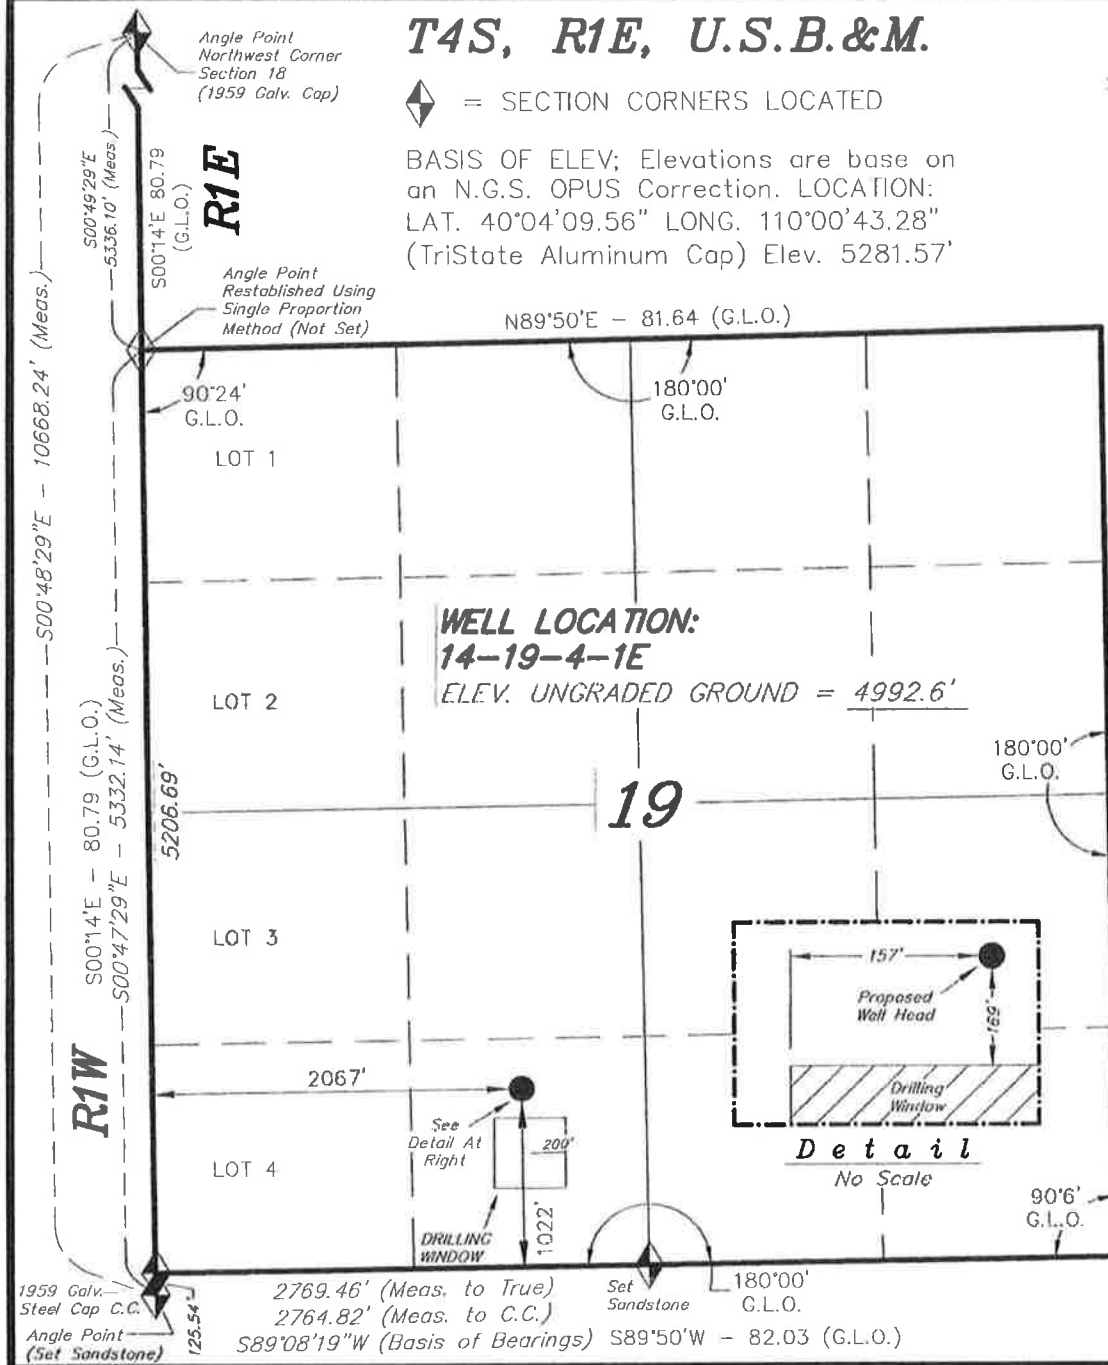 T4S, R1E, U.S.B.&M.
Angle Point
Northwest Corner
Section 18
(1959 Galv. Cap)
= SECTION CORNERS LOCATED
BASIS OF ELEV; Elevations are base on
an N.G.S. OPUS Correction. LOCATION:
LAT. 40°04'09.56" LONG. 110°00'43.28"
(TriState Aluminum Cap) Elev. 5281.57'
S00°49'29"E
5336.10' (Meas.)
S00°14'E 80.79
(G.L.O.)
R1E
Angle Point
Restablished Using
Single Proportion
Method (Not Set)
N89°50'E - 81.64 (G.L.O.)
90°24'
G.L.O.
180°00'
G.L.O.
LOT 1
S00°48'29"E - 10668.24' (Meas.)
WELL LOCATION:
14-19-4-1E
ELEV. UNGRADED GROUND = 4992.6'
LOT 2
180°00'
G.L.O.
19
5206.69'
S00°14'E - 80.79 (G.L.O.)
S00°47'29"E - 5332.14' (Meas.)
LOT 3
157'
Proposed
Well Head
169'
Drilling
Window
Detail
No Scale
R1W
2067'
See
Detail At
Right
200'
LOT 4
DRILLING
WINDOW
1022'
90°6'
G.L.O.
1959 Galv.
Steel Cap C.C.
Angle Point
(Set Sandstone)
125.54'
2769.46' (Meas. to True)
2764.82' (Meas. to C.C.)
S89°08'19"W (Basis of Bearings)
Set
Sandstone
180°00'
G.L.O.
S89°50'W - 82.03 (G.L.O.)